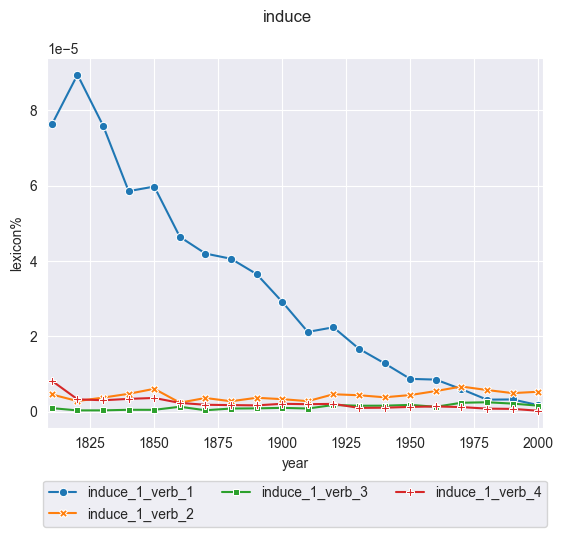 induce
1e−5
8
6
4
2
0
lexicon%
1825 1850 1875 1900 1925 1950 1975 2000
year
induce_1_verb_1 induce_1_verb_3 induce_1_verb_4
induce_1_verb_2